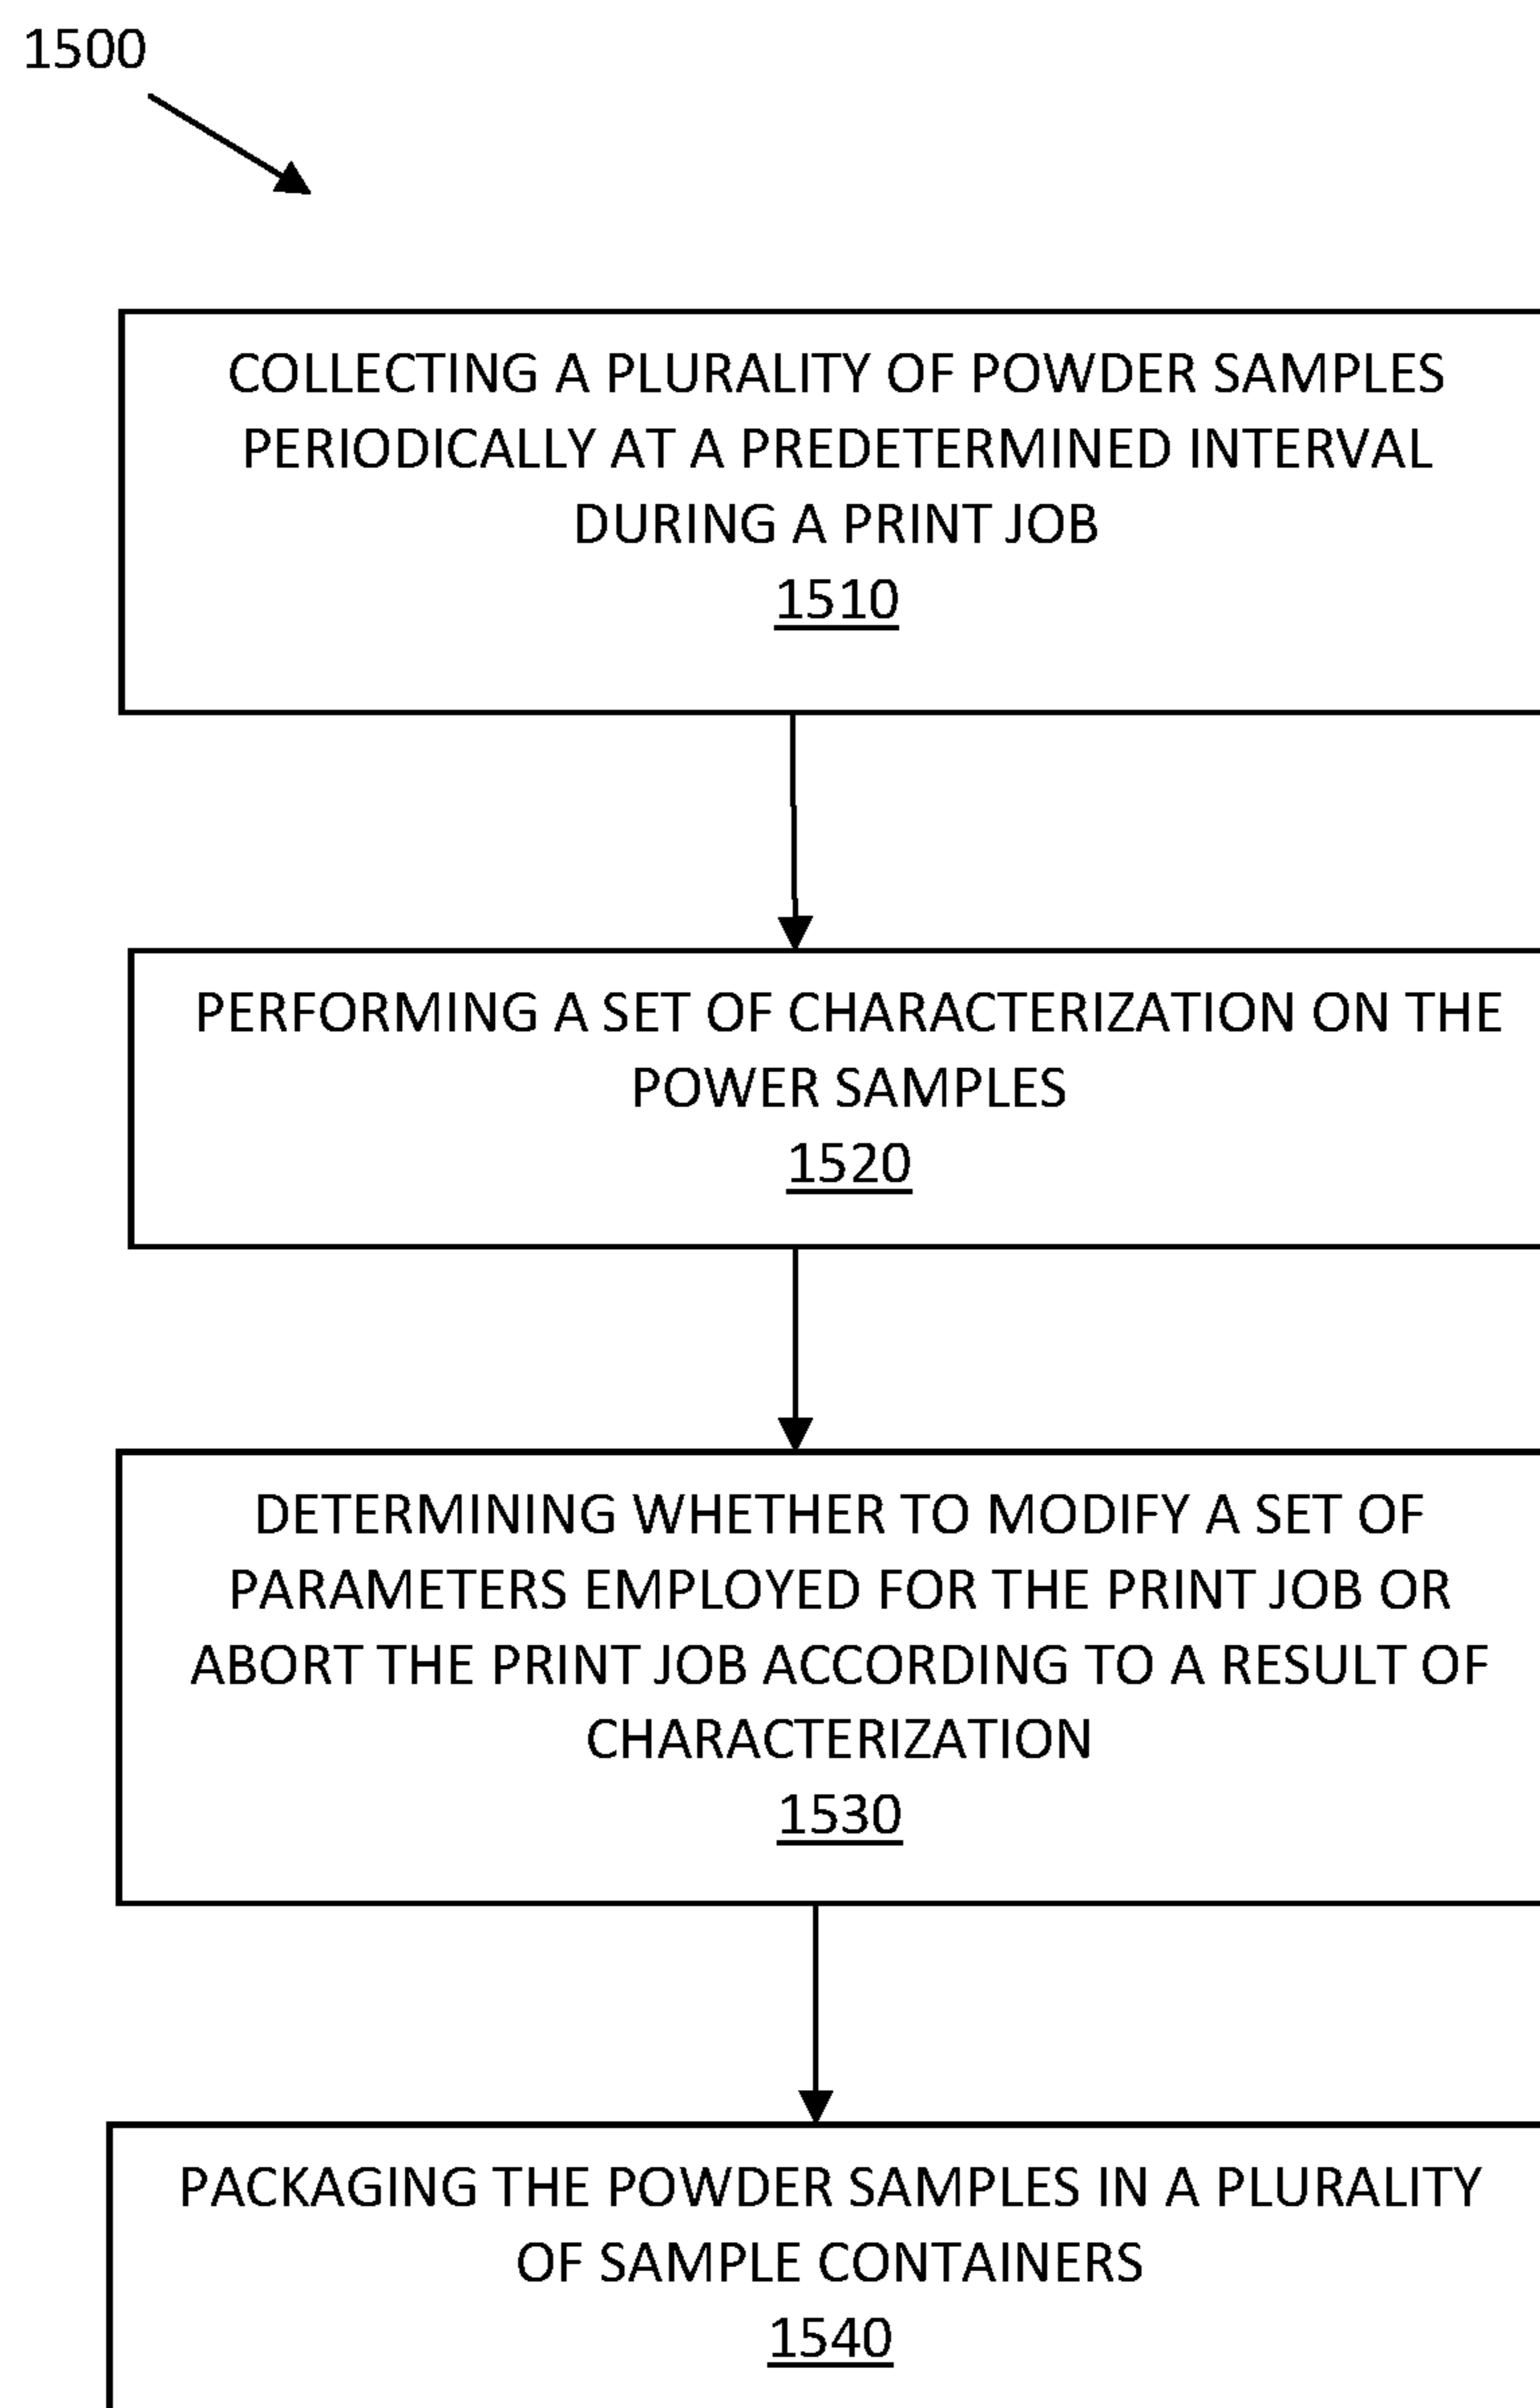 1500
COLLECTING A PLURALITY OF POWDER SAMPLES
PERIODICALLY AT A PREDETERMINED INTERVAL
DURING A PRINT JOB
1510
PERFORMING A SET OF CHARACTERIZATION ON THE
POWER SAMPLES
1520
DETERMINING WHETHER TO MODIFY A SET OF
PARAMETERS EMPLOYED FOR THE PRINT JOB OR
ABORT THE PRINT JOB ACCORDING TO A RESULT OF
CHARACTERIZATION
1530
PACKAGING THE POWDER SAMPLES IN A PLURALITY
OF SAMPLE CONTAINERS
1540